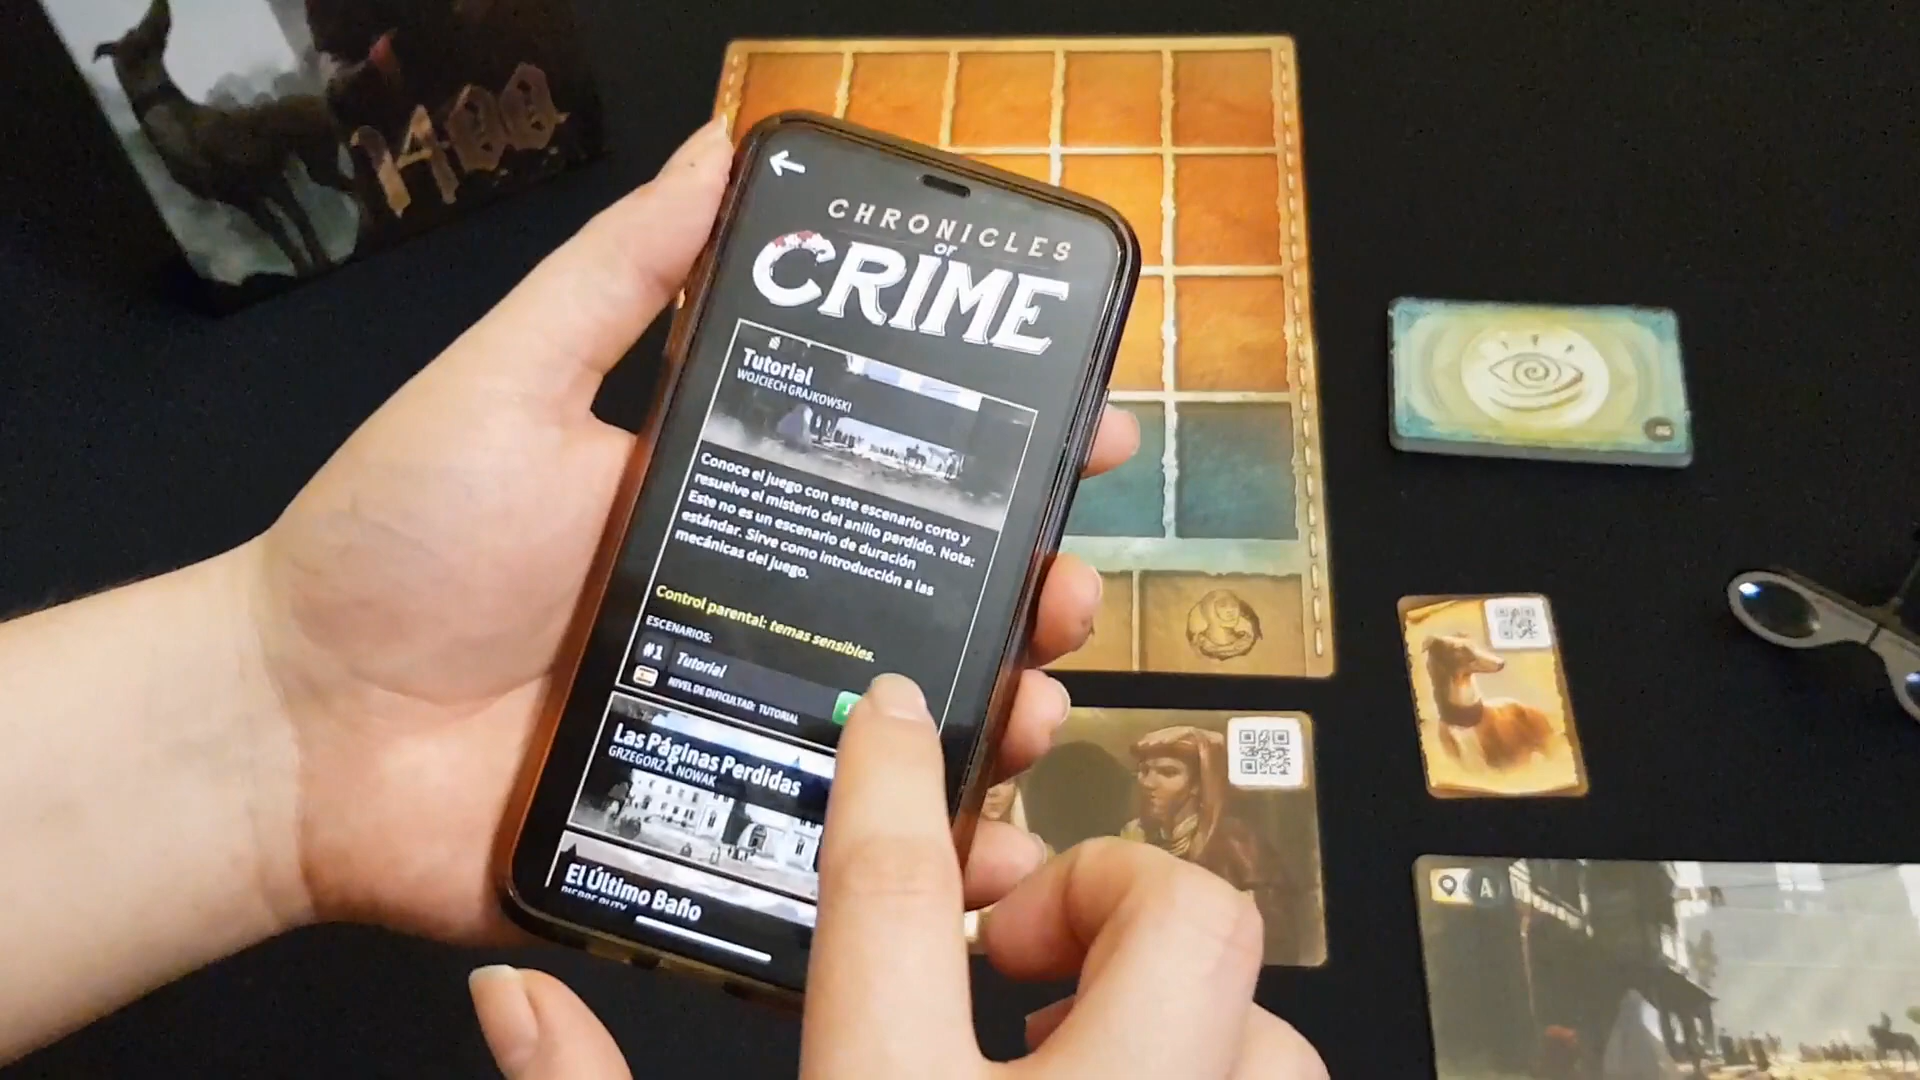 1400
CHRONICLES
OF
CRIME
Tutorial
WOJCIECH GRAJKOWSKI
Conoce el juego con este escenario corto y
resuelve el misterio del anillo perdido. Nota:
Este no es un escenario de duración
estándar. Sirve como introducción a las
mecánicas del juego.
Control parental: temas sensibles.
ESCENARIOS:
#1 Tutorial
NIVEL DE DIFICULTAD: TUTORIAL
Las Páginas Perdidas
GRZEGORZ A. NOWAK
El Último Baño
A